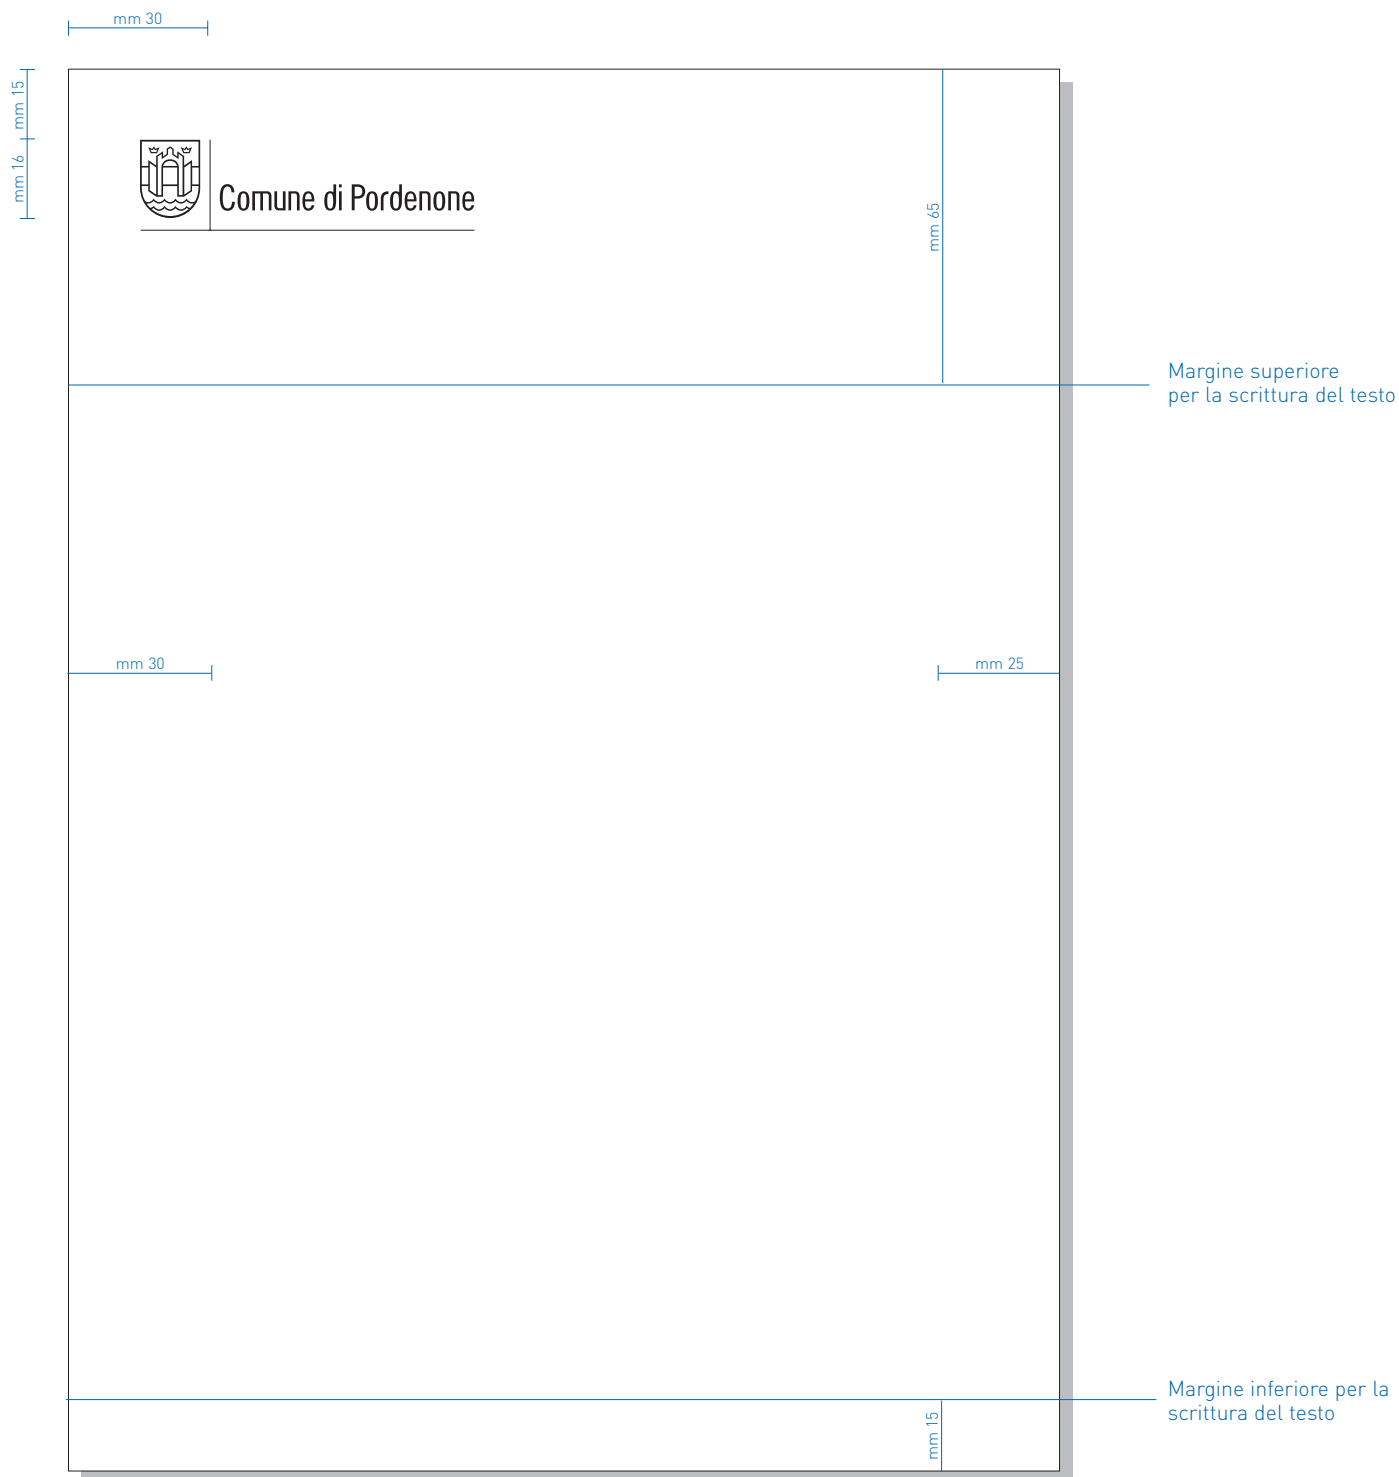 mm 30
mm 15
mm 16
Comune di Pordenone
mm 65
Margine superiore
per la scrittura del testo
mm 30
mm 25
Margine inferiore per la
scrittura del testo
mm 15